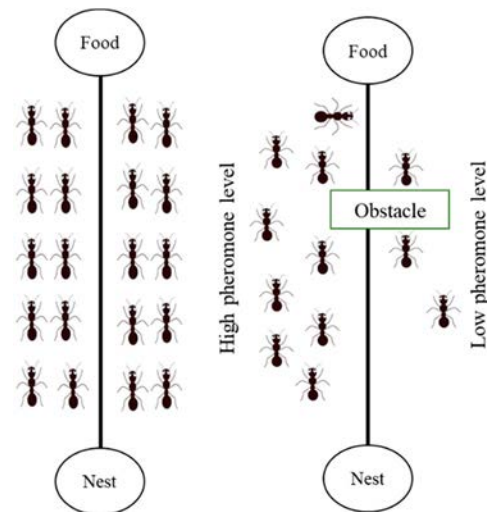 Food
Food
High pheromone level
Obstacle
Low pheromone level
Nest
Nest